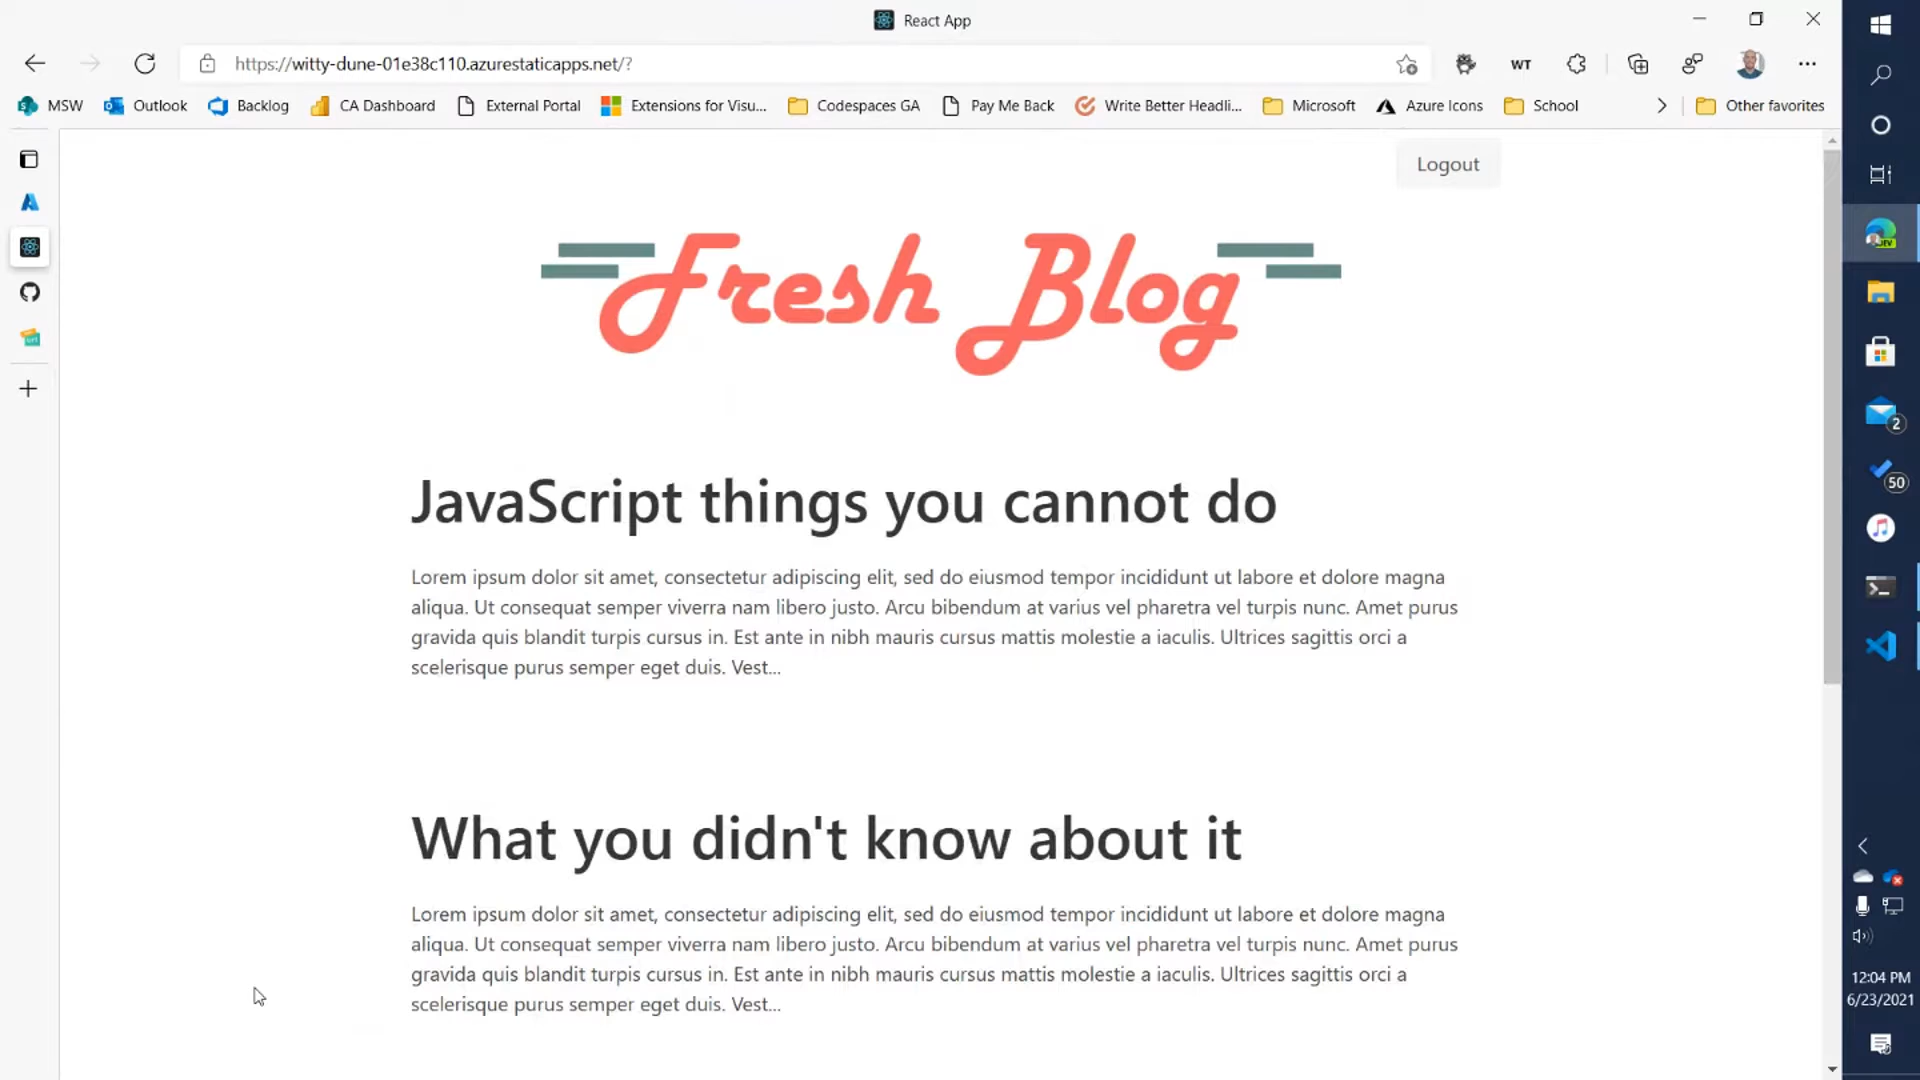 React App
https://witty-dune-01e38c110.azurestaticapps.net/?
WT
MSW
Outlook
Backlog
CA Dashboard
External Portal
Extensions for Visu...
Codespaces GA
Pay Me Back
Write Better Headli...
Microsoft
Azure Icons
School
Other favorites
Logout
Fresh Blog
JavaScript things you cannot do
Lorem ipsum dolor sit amet, consectetur adipiscing elit, sed do eiusmod tempor incididunt ut labore et dolore magna
aliqua. Ut consequat semper viverra nam libero justo. Arcu bibendum at varius vel pharetra vel turpis nunc. Amet purus
gravida quis blandit turpis cursus in. Est ante in nibh mauris cursus mattis molestie a iaculis. Ultrices sagittis orci a
scelerisque purus semper eget duis. Vest...
What you didn't know about it
Lorem ipsum dolor sit amet, consectetur adipiscing elit, sed do eiusmod tempor incididunt ut labore et dolore magna
aliqua. Ut consequat semper viverra nam libero justo. Arcu bibendum at varius vel pharetra vel turpis nunc. Amet purus
gravida quis blandit turpis cursus in. Est ante in nibh mauris cursus mattis molestie a iaculis. Ultrices sagittis orci a
scelerisque purus semper eget duis. Vest...
DEV
2
50
12:04 PM
6/23/2021